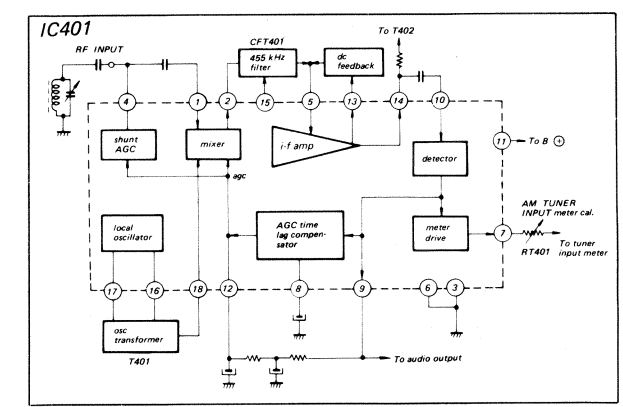 IC401
RF INPUT
CFT401
455 kHz
filter
dc
feedback
To T402
4
1
2
15
5
13
14
10
shunt
AGC
mixer
i-f amp
detector
11
To B ⊕
agc
local
oscillator
AGC time
lag compen-
sator
meter
drive
7
AM TUNER
INPUT meter cal.
RT401
To tuner
input meter
17
16
18
12
8
9
6
3
osc
transformer
T401
To audio output